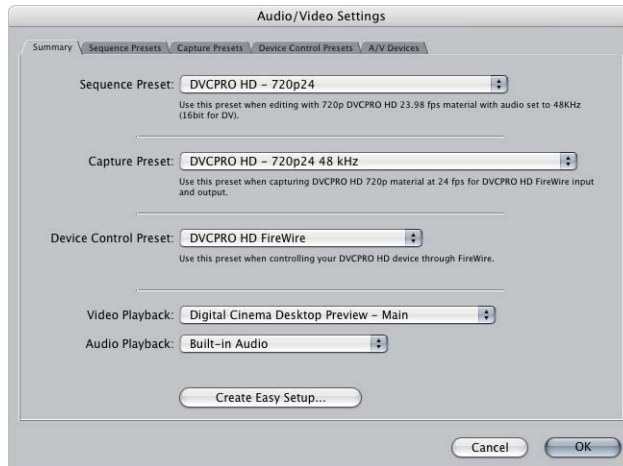 Audio/Video Settings
Summary Sequence Presets Capture Presets Device Control Presets A/V Devices
Sequence Preset: DVCPRO HD – 720p24
Use this preset when editing with 720p DVCPRO HD 23.98 fps material with audio set to 48KHz
(16bit for DV).
Capture Preset: DVCPRO HD – 720p24 48 kHz
Use this preset when capturing DVCPRO HD 720p material at 24 fps for DVCPRO HD FireWire input
and output.
Device Control Preset: DVCPRO HD FireWire
Use this preset when controlling your DVCPRO HD device through FireWire.
Video Playback: Digital Cinema Desktop Preview – Main
Audio Playback: Built-in Audio
Create Easy Setup...
Cancel OK